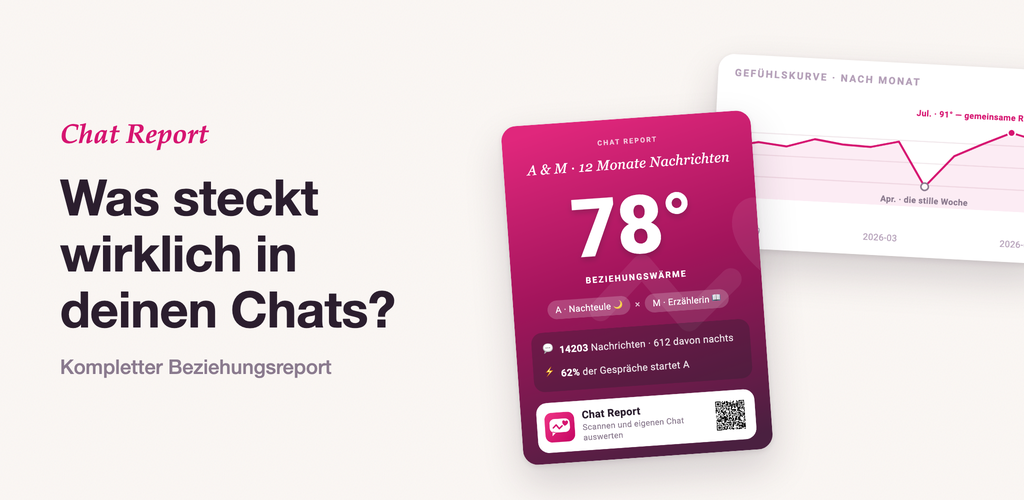 Chat Report
Was steckt
wirklich in
deinen Chats?
Kompletter Beziehungsreport
CHAT REPORT
A & M · 12 Monate Nachrichten
78°
BEZIEHUNGSWÄRME
A · Nachteule 🌙 × M · Erzählerin 📖
💬 14203 Nachrichten · 612 davon nachts
⚡ 62% der Gespräche startet A
Chat Report
Scannen und eigenen Chat
auswerten
GEFÜHLSKURVE · NACH MONAT
Jul. · 91° — gemeinsame
Apr. · die stille Woche
2026-03